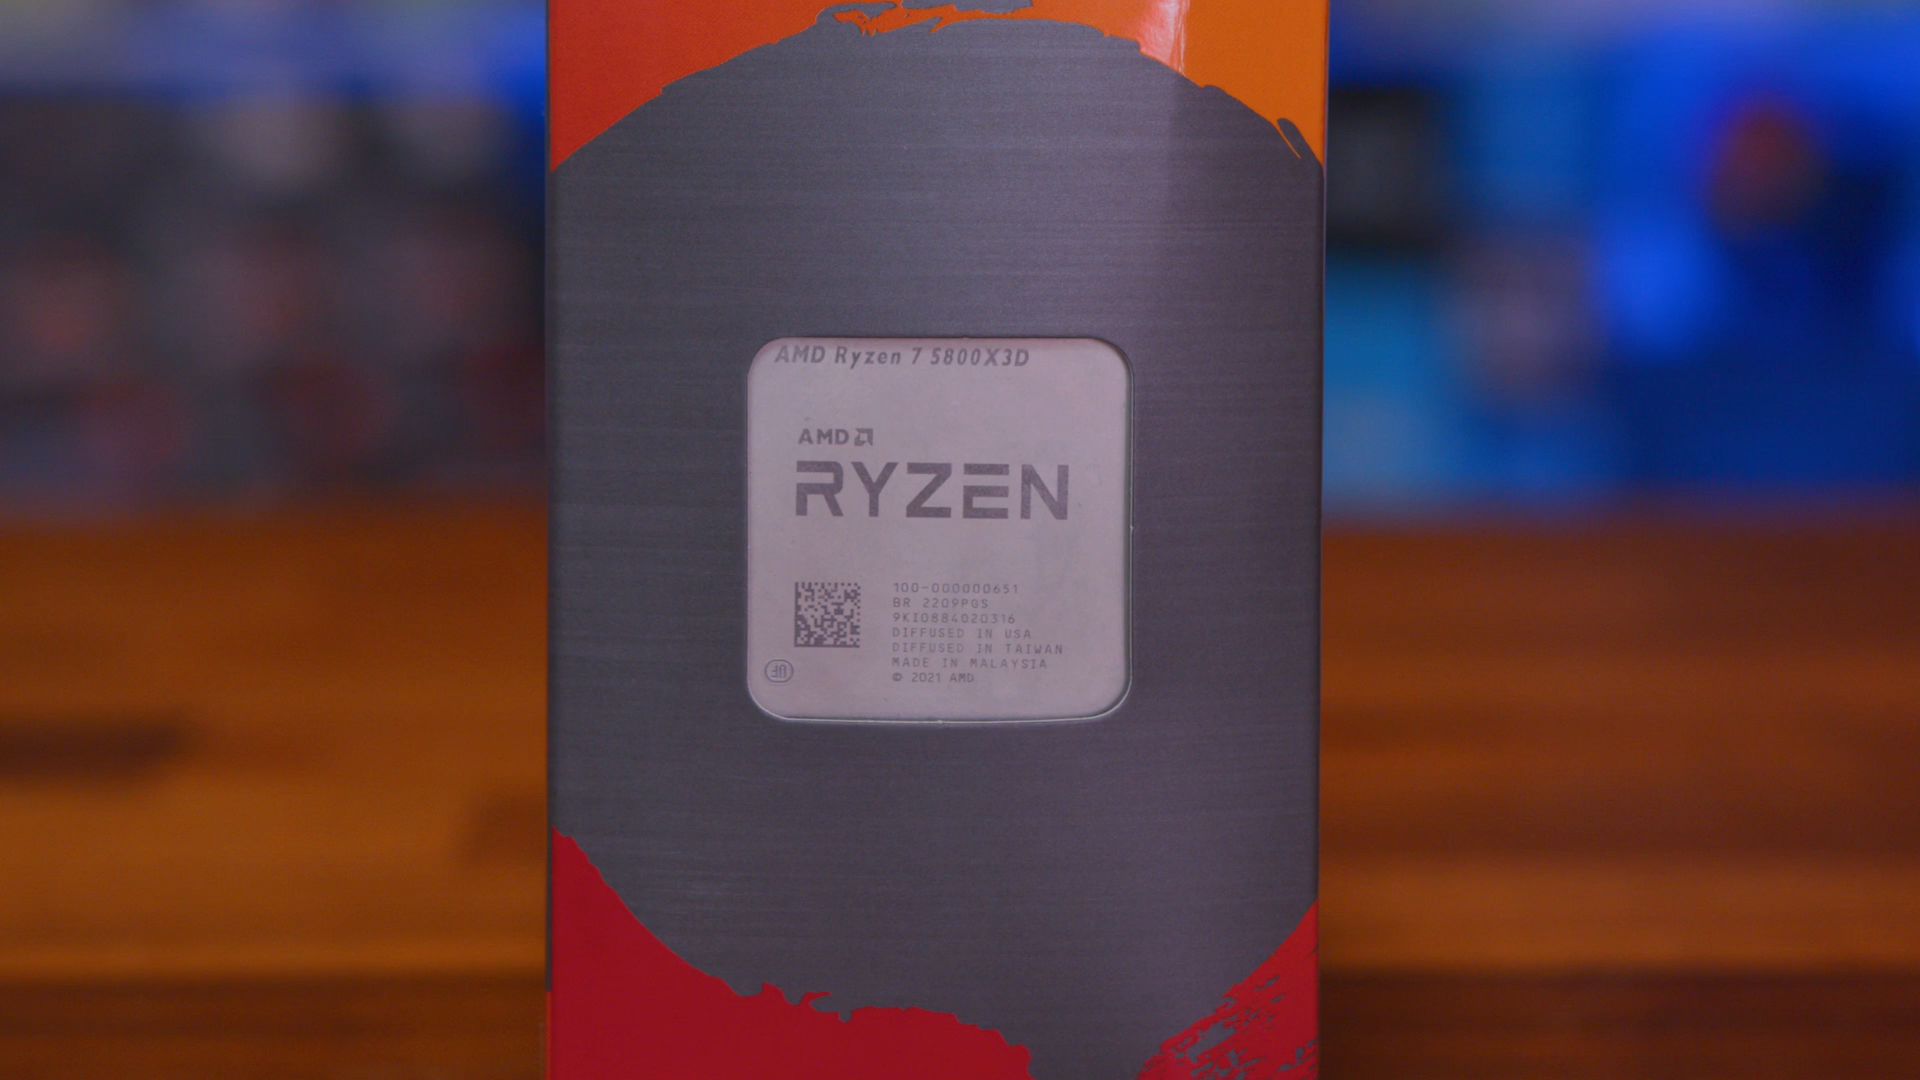 AMD Ryzen 7 5800X3D
AMD
RYZEN
100-000000651
BR 2209PGS
9KI0884020316
DIFFUSED IN USA
DIFFUSED IN TAIWAN
MADE IN MALAYSIA
© 2021 AMD